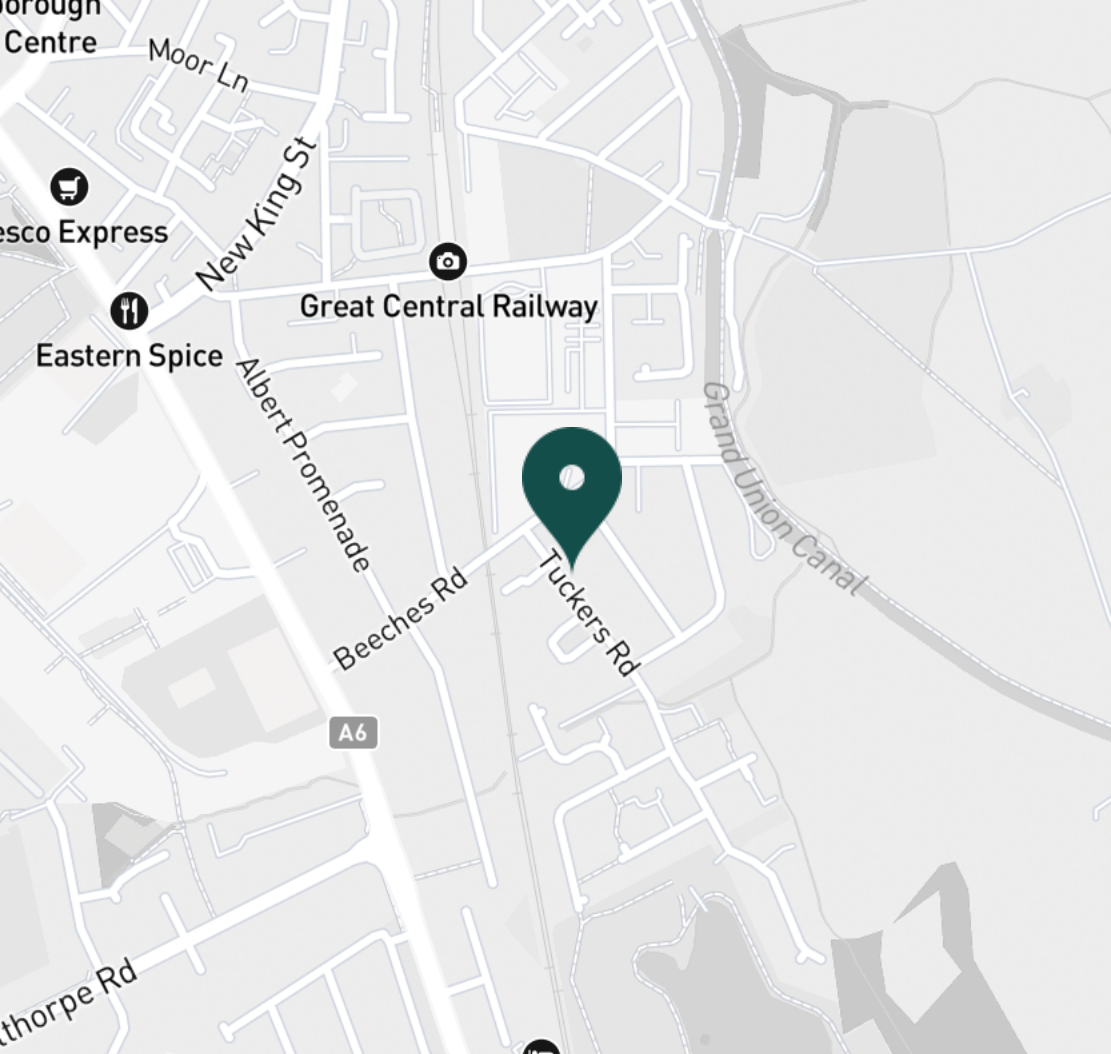 borough
Centre
Moor Ln
New King St
esco Express
Great Central Railway
Eastern Spice
Albert Promenade
Grand Union Canal
Beeches Rd
Tuckers Rd
A6
thorpe Rd